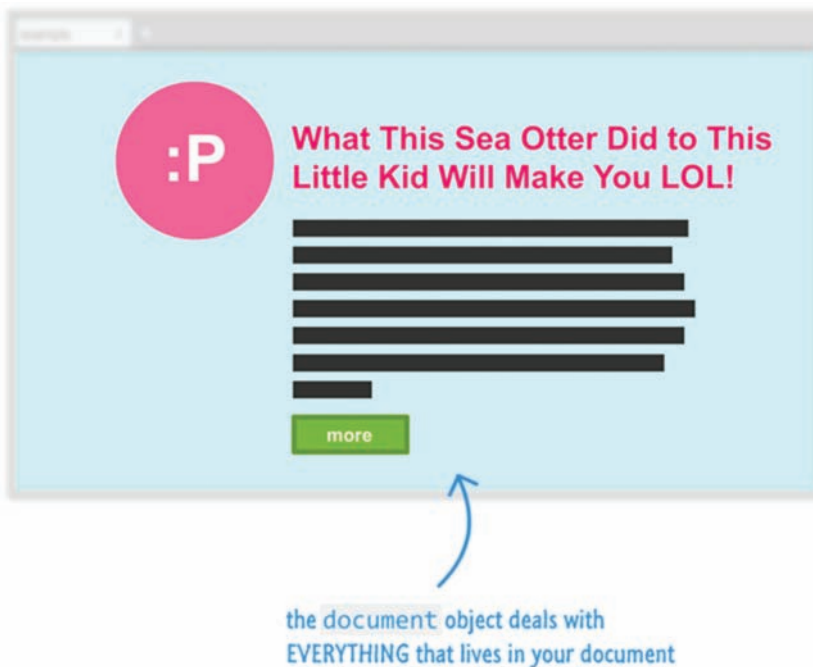 :P
What This Sea Otter Did to This
Little Kid Will Make You LOL!
more
the document object deals with
EVERYTHING that lives in your document